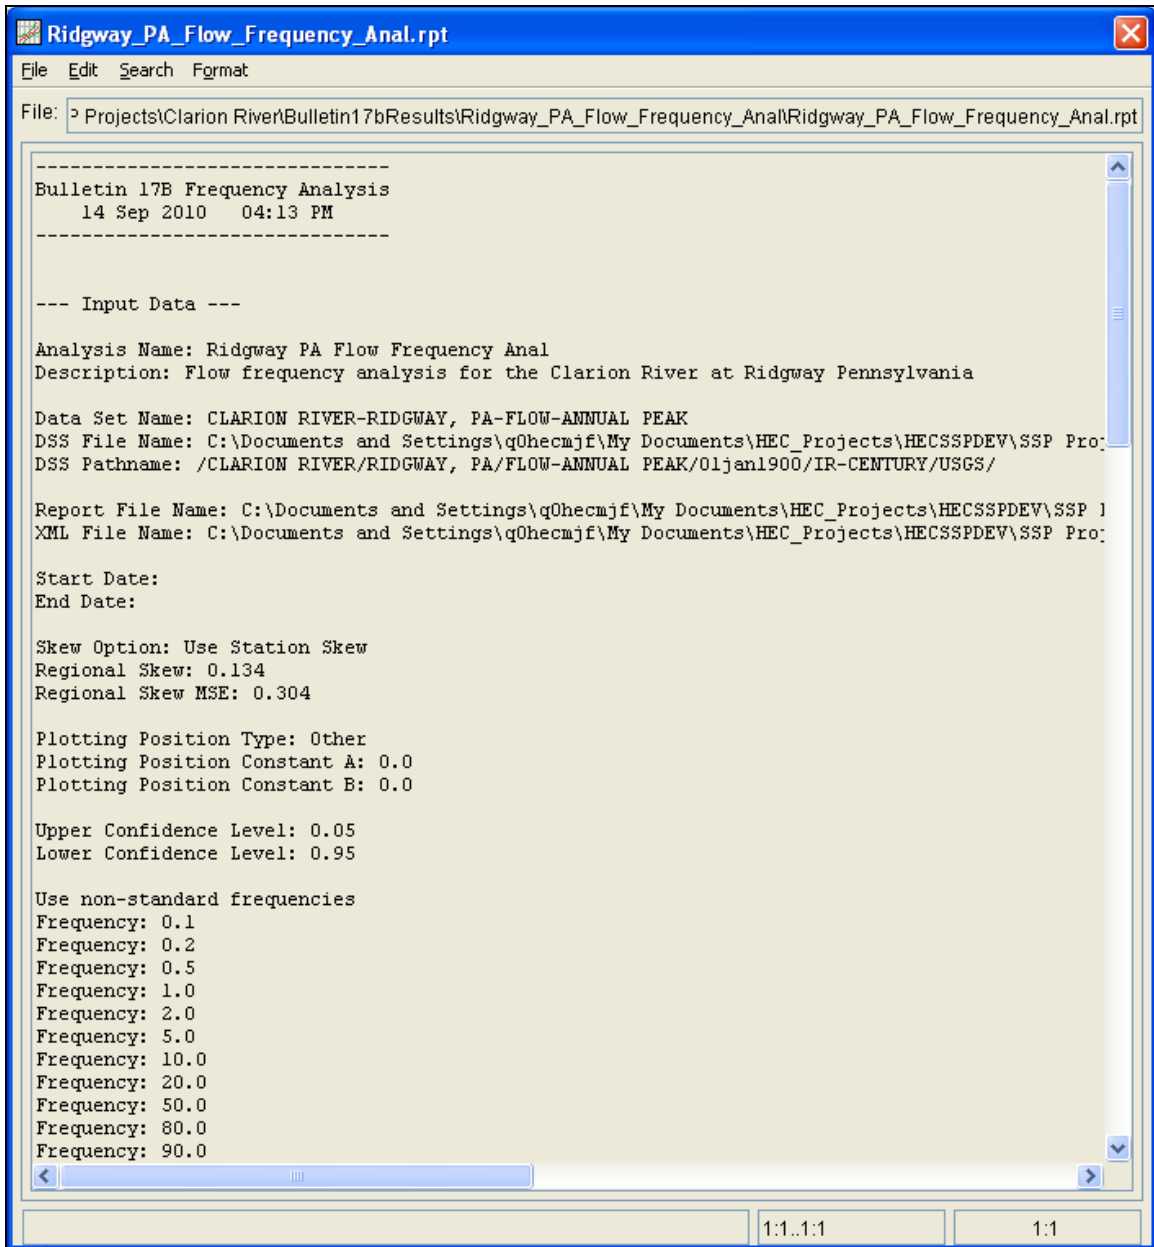 Ridgway_PA_Flow_Frequency_Anal.rpt
File Edit Search Format
File: P Projects\Clarion River\Bulletin17bResults\Ridgway_PA_Flow_Frequency_Anal\Ridgway_PA_Flow_Frequency_Anal.rpt
-------------------------------
Bulletin 17B Frequency Analysis
14 Sep 2010 04:13 PM
-------------------------------
--- Input Data ---
Analysis Name: Ridgway PA Flow Frequency Anal
Description: Flow frequency analysis for the Clarion River at Ridgway Pennsylvania
Data Set Name: CLARION RIVER-RIDGWAY, PA-FLOW-ANNUAL PEAK
DSS File Name: C:\Documents and Settings\q0hecmjf\My Documents\HEC_Projects\HECSSPDEV\SSP Proj
DSS Pathname: /CLARION RIVER/RIDGWAY, PA/FLOW-ANNUAL PEAK/01jan1900/IR-CENTURY/USGS/
Report File Name: C:\Documents and Settings\q0hecmjf\My Documents\HEC_Projects\HECSSPDEV\SSP
XML File Name: C:\Documents and Settings\q0hecmjf\My Documents\HEC_Projects\HECSSPDEV\SSP Proj
Start Date:
End Date:
Skew Option: Use Station Skew
Regional Skew: 0.134
Regional Skew MSE: 0.304
Plotting Position Type: Other
Plotting Position Constant A: 0.0
Plotting Position Constant B: 0.0
Upper Confidence Level: 0.05
Lower Confidence Level: 0.95
Use non-standard frequencies
Frequency: 0.1
Frequency: 0.2
Frequency: 0.5
Frequency: 1.0
Frequency: 2.0
Frequency: 5.0
Frequency: 10.0
Frequency: 20.0
Frequency: 50.0
Frequency: 80.0
Frequency: 90.0
1:1..1:1 1:1